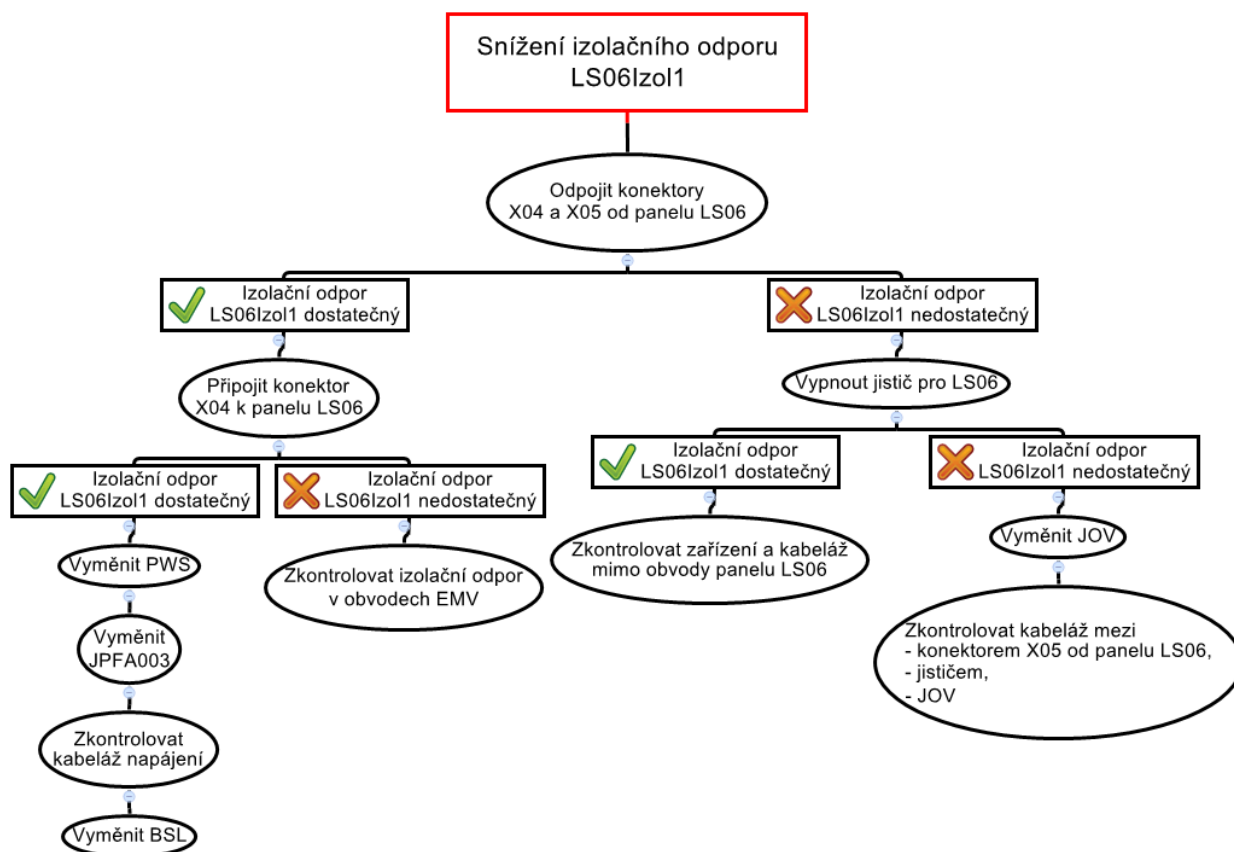 Snížení izolačního odporu
LS06Izol1
Odpojit konektory
X04 a X05 od panelu LS06
Izolační odpor
LS06Izol1 dostatečný
Izolační odpor
LS06Izol1 nedostatečný
Připojit konektor
X04 k panelu LS06
Vypnout jistič pro LS06
Izolační odpor
LS06Izol1 dostatečný
Izolační odpor
LS06Izol1 nedostatečný
Izolační odpor
LS06Izol1 dostatečný
Izolační odpor
LS06Izol1 nedostatečný
Vyměnit PWS
Zkontrolovat izolační odpor
v obvodech EMV
Zkontrolovat zařízení a kabeláž
mimo obvody panelu LS06
Vyměnit JOV
Vyměnit
JPFA003
Zkontrolovat kabeláž mezi
- konektorem X05 od panelu LS06,
- jističem,
- JOV
Zkontrolovat
kabeláž napájení
Vyměnit BSL